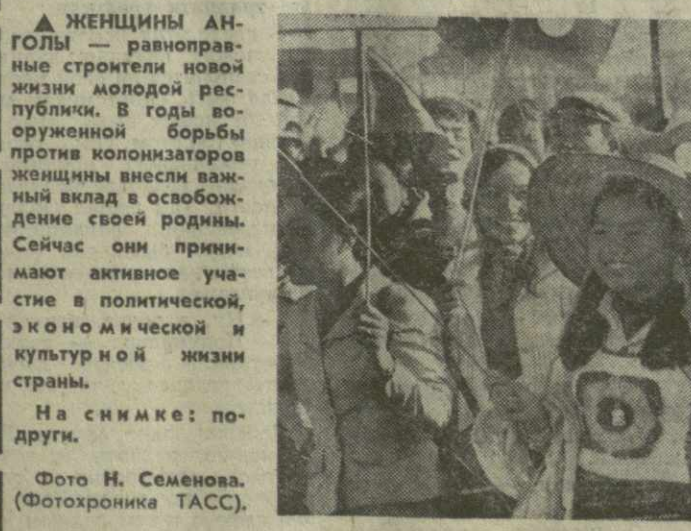 ▲ ЖЕНЩИНЫ АН-
ГОЛЫ — равноправ-
ные строители новой
жизни молодой рес-
публики. В годы во-
оруженной борьбы
против колонизаторов
женщины внесли важ-
ный вклад в освобож-
дение своей родины.
Сейчас они прини-
мают активное уча-
стие в политической,
экономической и
культурной жизни
страны.
На снимке: по-
други.
Фото Н. Семенова.
(Фотохроника ТАСС).